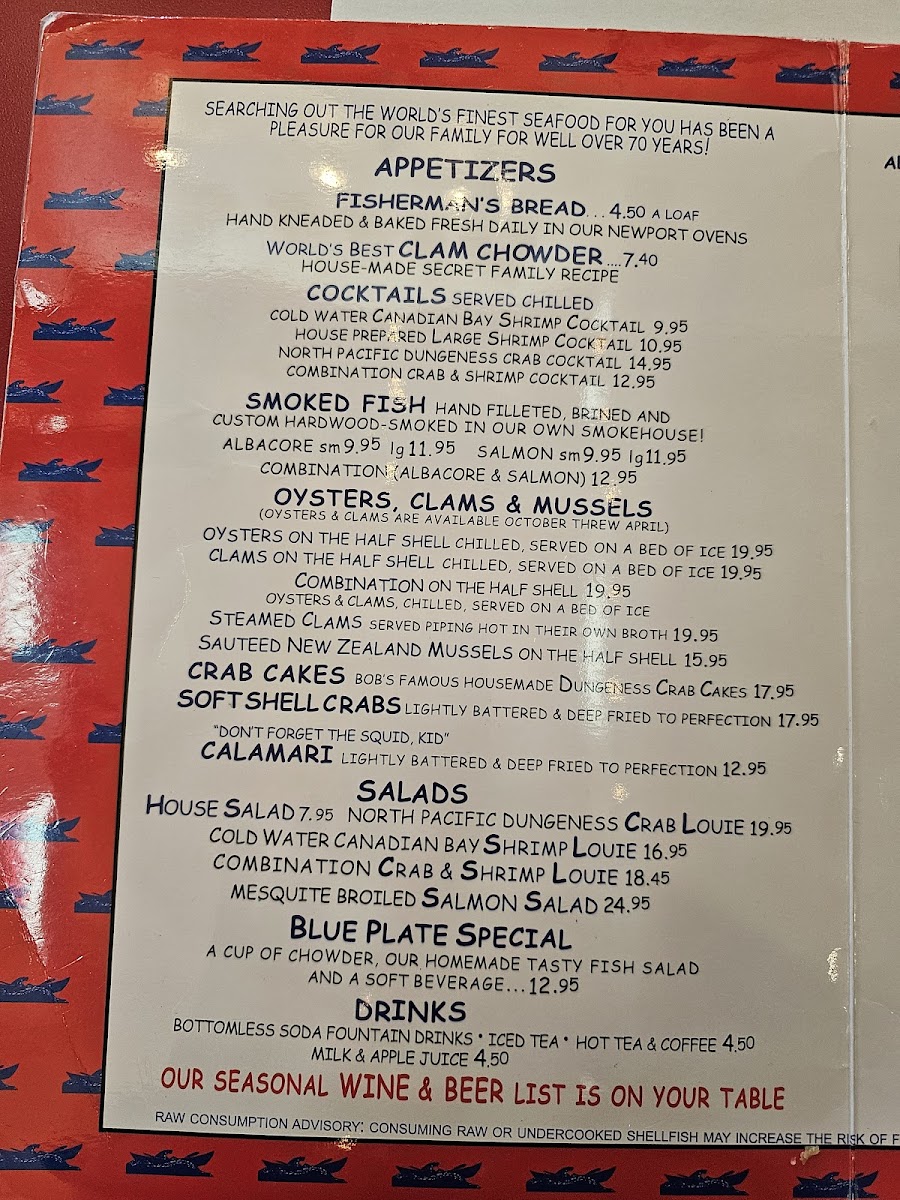 SEARCHING OUT THE WORLD'S FINEST SEAFOOD FOR YOU HAS BEEN A
PLEASURE FOR OUR FAMILY FOR WELL OVER 70 YEARS!
APPETIZERS
FISHERMAN'S BREAD... 4.50 A LOAF
HAND KNEADED & BAKED FRESH DAILY IN OUR NEWPORT OVENS
WORLD'S BEST CLAM CHOWDER....7.40
HOUSE-MADE SECRET FAMILY RECIPE
COCKTAILS SERVED CHILLED
COLD WATER CANADIAN BAY SHRIMP COCKTAIL 9.95
HOUSE PREPARED LARGE SHRIMP COCKTAIL 10.95
NORTH PACIFIC DUNGENESS CRAB COCKTAIL 14.95
COMBINATION CRAB & SHRIMP COCKTAIL 12.95
SMOKED FISH HAND FILLETED, BRINED AND
CUSTOM HARDWOOD-SMOKED IN OUR OWN SMOKEHOUSE!
ALBACORE sm 9.95 lg 11.95 SALMON sm 9.95 lg 11.95
COMBINATION (ALBACORE & SALMON) 12.95
OYSTERS, CLAMS & MUSSELS
(OYSTERS & CLAMS ARE AVAILABLE OCTOBER THREW APRIL)
OYSTERS ON THE HALF SHELL CHILLED, SERVED ON A BED OF ICE 19.95
CLAMS ON THE HALF SHELL CHILLED, SERVED ON A BED OF ICE 19.95
COMBINATION ON THE HALF SHELL 19.95
OYSTERS & CLAMS, CHILLED, SERVED ON A BED OF ICE
STEAMED CLAMS SERVED PIPING HOT IN THEIR OWN BROTH 19.95
SAUTEED NEW ZEALAND MUSSELS ON THE HALF SHELL 15.95
CRAB CAKES BOB'S FAMOUS HOUSEMADE DUNGENESS CRAB CAKES 17.95
SOFT SHELL CRABS LIGHTLY BATTERED & DEEP FRIED TO PERFECTION 17.95
"DON'T FORGET THE SQUID, KID"
CALAMARI LIGHTLY BATTERED & DEEP FRIED TO PERFECTION 12.95
SALADS
HOUSE SALAD 7.95 NORTH PACIFIC DUNGENESS CRAB LOUIE 19.95
COLD WATER CANADIAN BAY SHRIMP LOUIE 16.95
COMBINATION CRAB & SHRIMP LOUIE 18.45
MESQUITE BROILED SALMON SALAD 24.95
BLUE PLATE SPECIAL
A CUP OF CHOWDER, OUR HOMEMADE TASTY FISH SALAD
AND A SOFT BEVERAGE...12.95
DRINKS
BOTTOMLESS SODA FOUNTAIN DRINKS • ICED TEA • HOT TEA & COFFEE 4.50
MILK & APPLE JUICE 4.50
OUR SEASONAL WINE & BEER LIST IS ON YOUR TABLE
RAW CONSUMPTION ADVISORY: CONSUMING RAW OR UNDERCOOKED SHELLFISH MAY INCREASE THE RISK OF